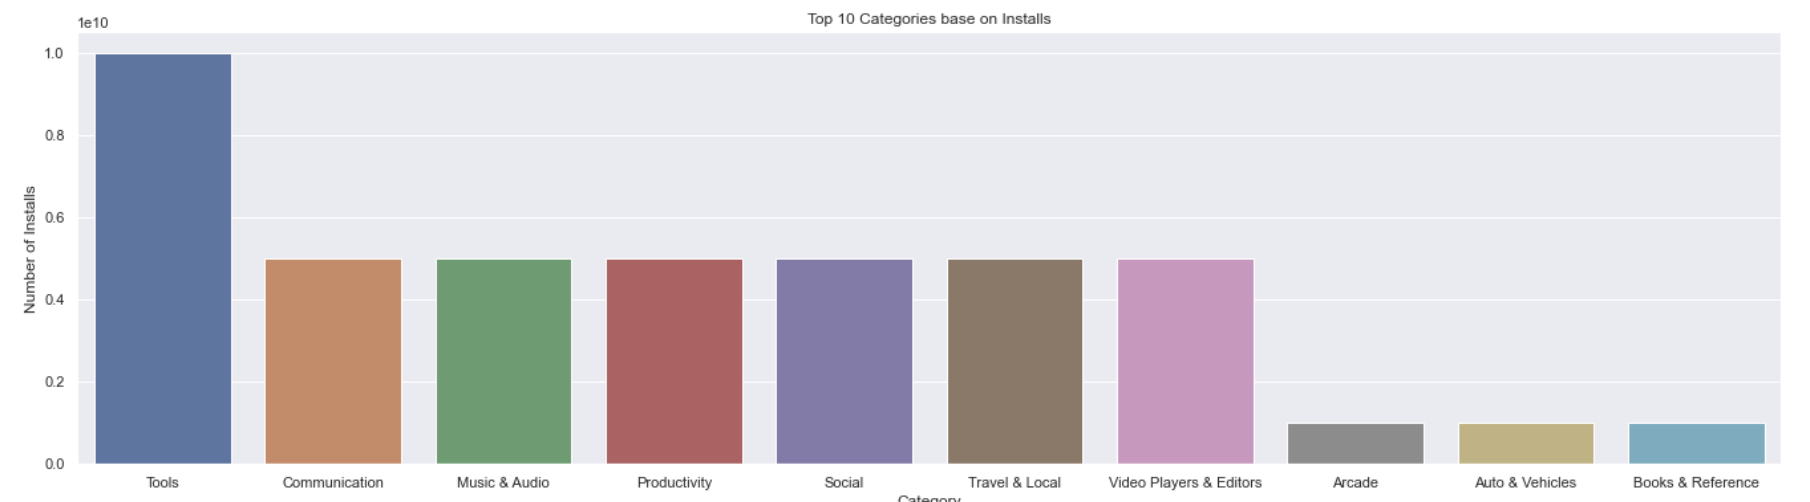 Top 10 Categories base on Installs
1e10
1.0
0.8
0.6
0.4
0.2
0.0
Number of Installs
Tools Communication Music & Audio Productivity Social Travel & Local Video Players & Editors Arcade Auto & Vehicles Books & Reference
Category